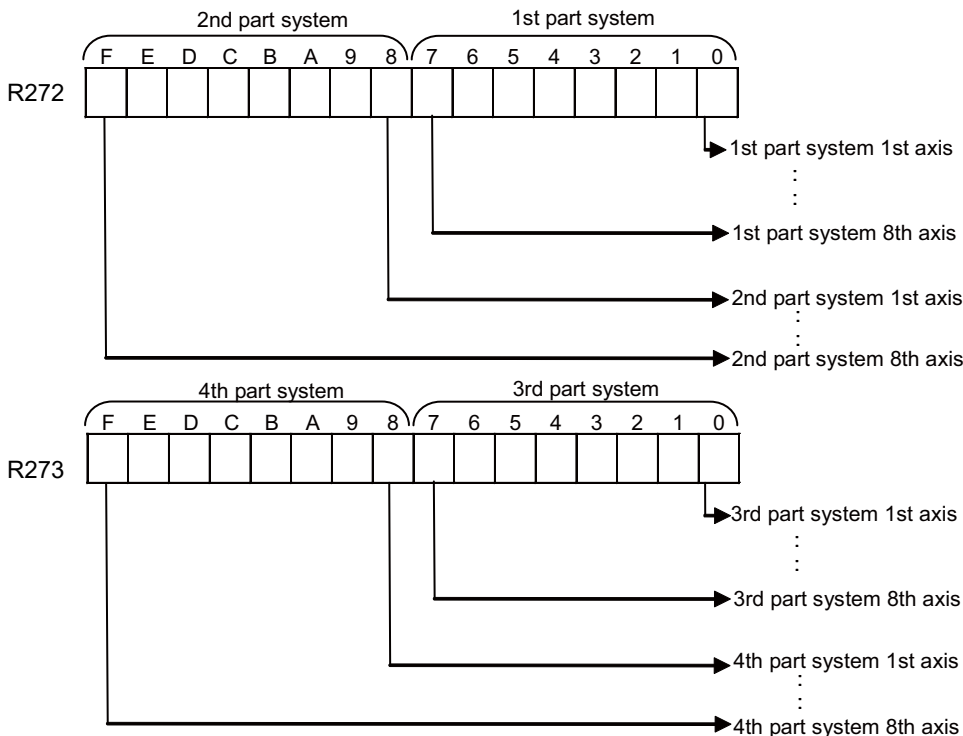 2nd part system 1st part system
F E D C B A 9 8 7 6 5 4 3 2 1 0
R272
1st part system 1st axis
:
:
1st part system 8th axis
2nd part system 1st axis
:
:
2nd part system 8th axis
4th part system 3rd part system
F E D C B A 9 8 7 6 5 4 3 2 1 0
R273
3rd part system 1st axis
:
:
3rd part system 8th axis
4th part system 1st axis
:
:
4th part system 8th axis